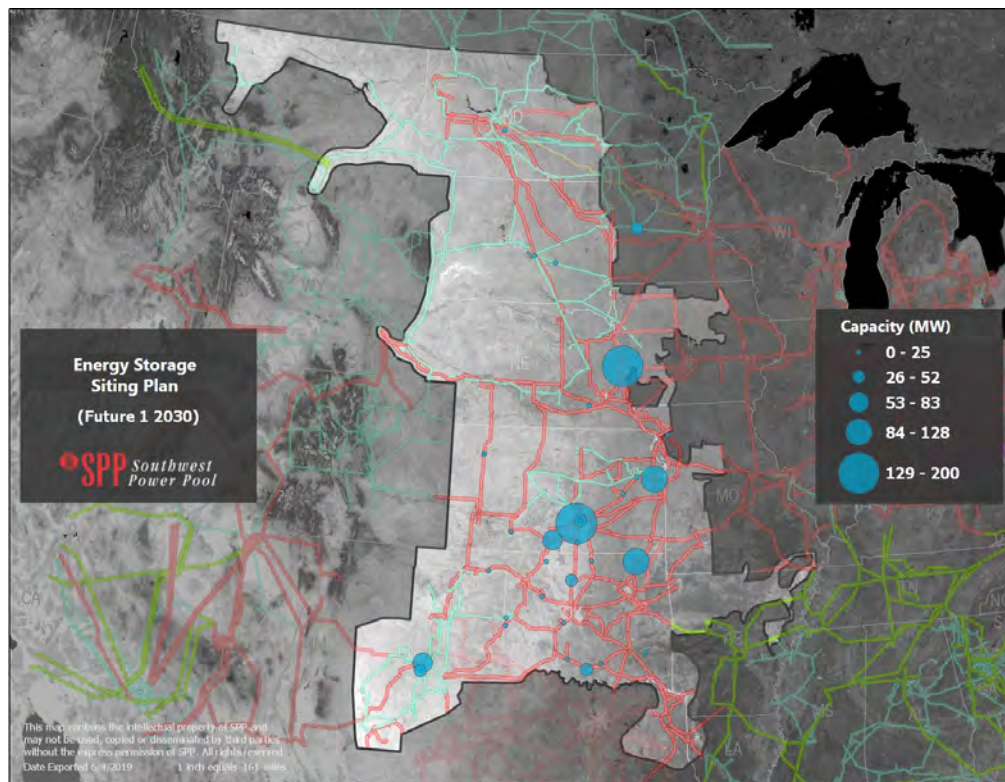 Energy Storage
Siting Plan
(Future 1 2030)
SPP Southwest
Power Pool
Capacity (MW)
0 - 25
26 - 52
53 - 83
84 - 128
129 - 200
WI
NE
MO
CA
LA
This map contains the intellectual property of SPP and
may not be used, copied or disseminated by third parties
without the express permission of SPP. All rights reserved.
Date Exported 6/4/2019 1 inch equals 161 miles